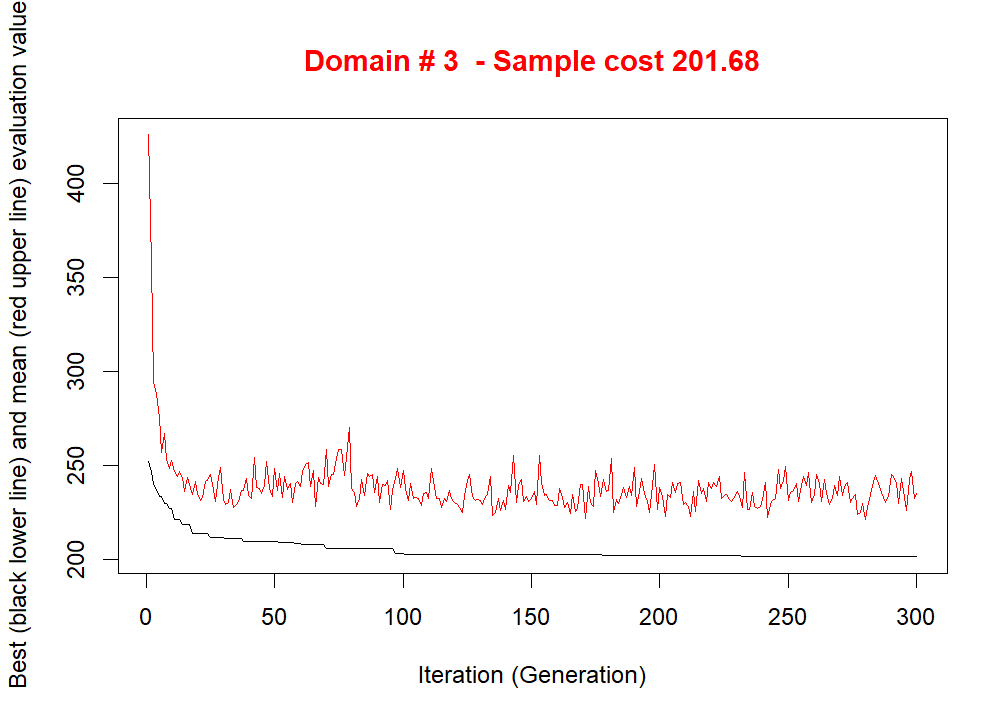 Domain # 3  - Sample cost 201.68
Best (black lower line) and mean (red upper line) evaluation value
400
350
300
250
200
0 50 100 150 200 250 300
Iteration (Generation)